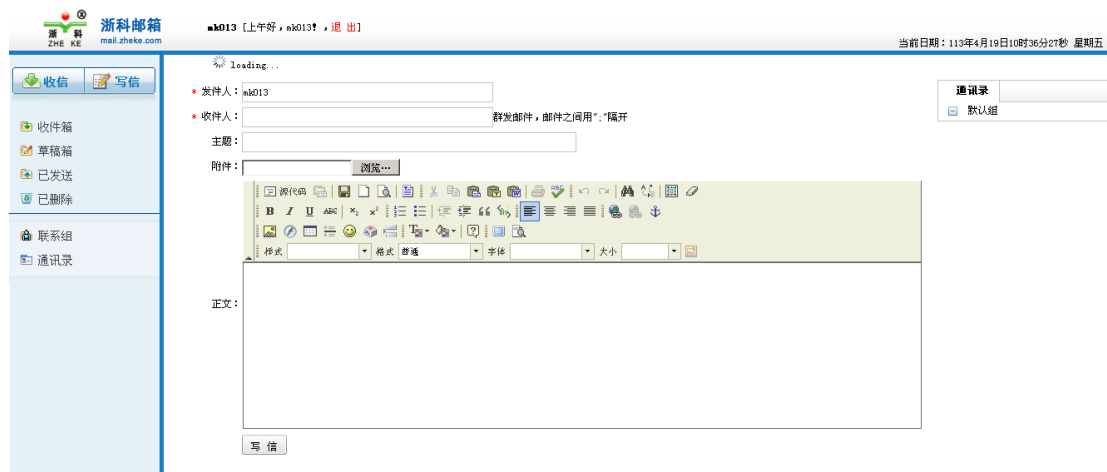 浙 科
ZHE KE
®
浙科邮箱
mail.zheke.com
mk013 [上午好，mk013！，退 出]
当前日期：113年4月19日10时36分27秒 星期五
收信 写信
收件箱
草稿箱
已发送
已删除
联系组
通讯录
loading...
* 发件人： mk013
* 收件人： 群发邮件，邮件之间用";"隔开
主题：
附件： 浏览…
源代码
B I U ABC x₂ x²
样式 格式 普通 字体 大小
正文：
写 信
通讯录
默认组